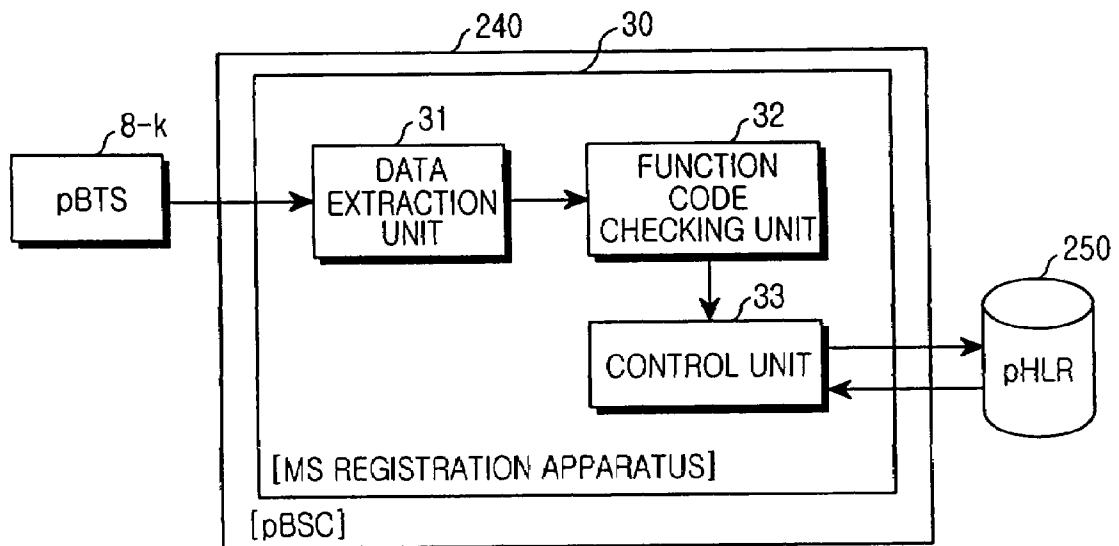 240
30
8-k
31
32
pBTS
DATA
EXTRACTION
UNIT
FUNCTION
CODE
CHECKING UNIT
250
33
CONTROL UNIT
pHLR
[MS REGISTRATION APPARATUS]
[pBSC]